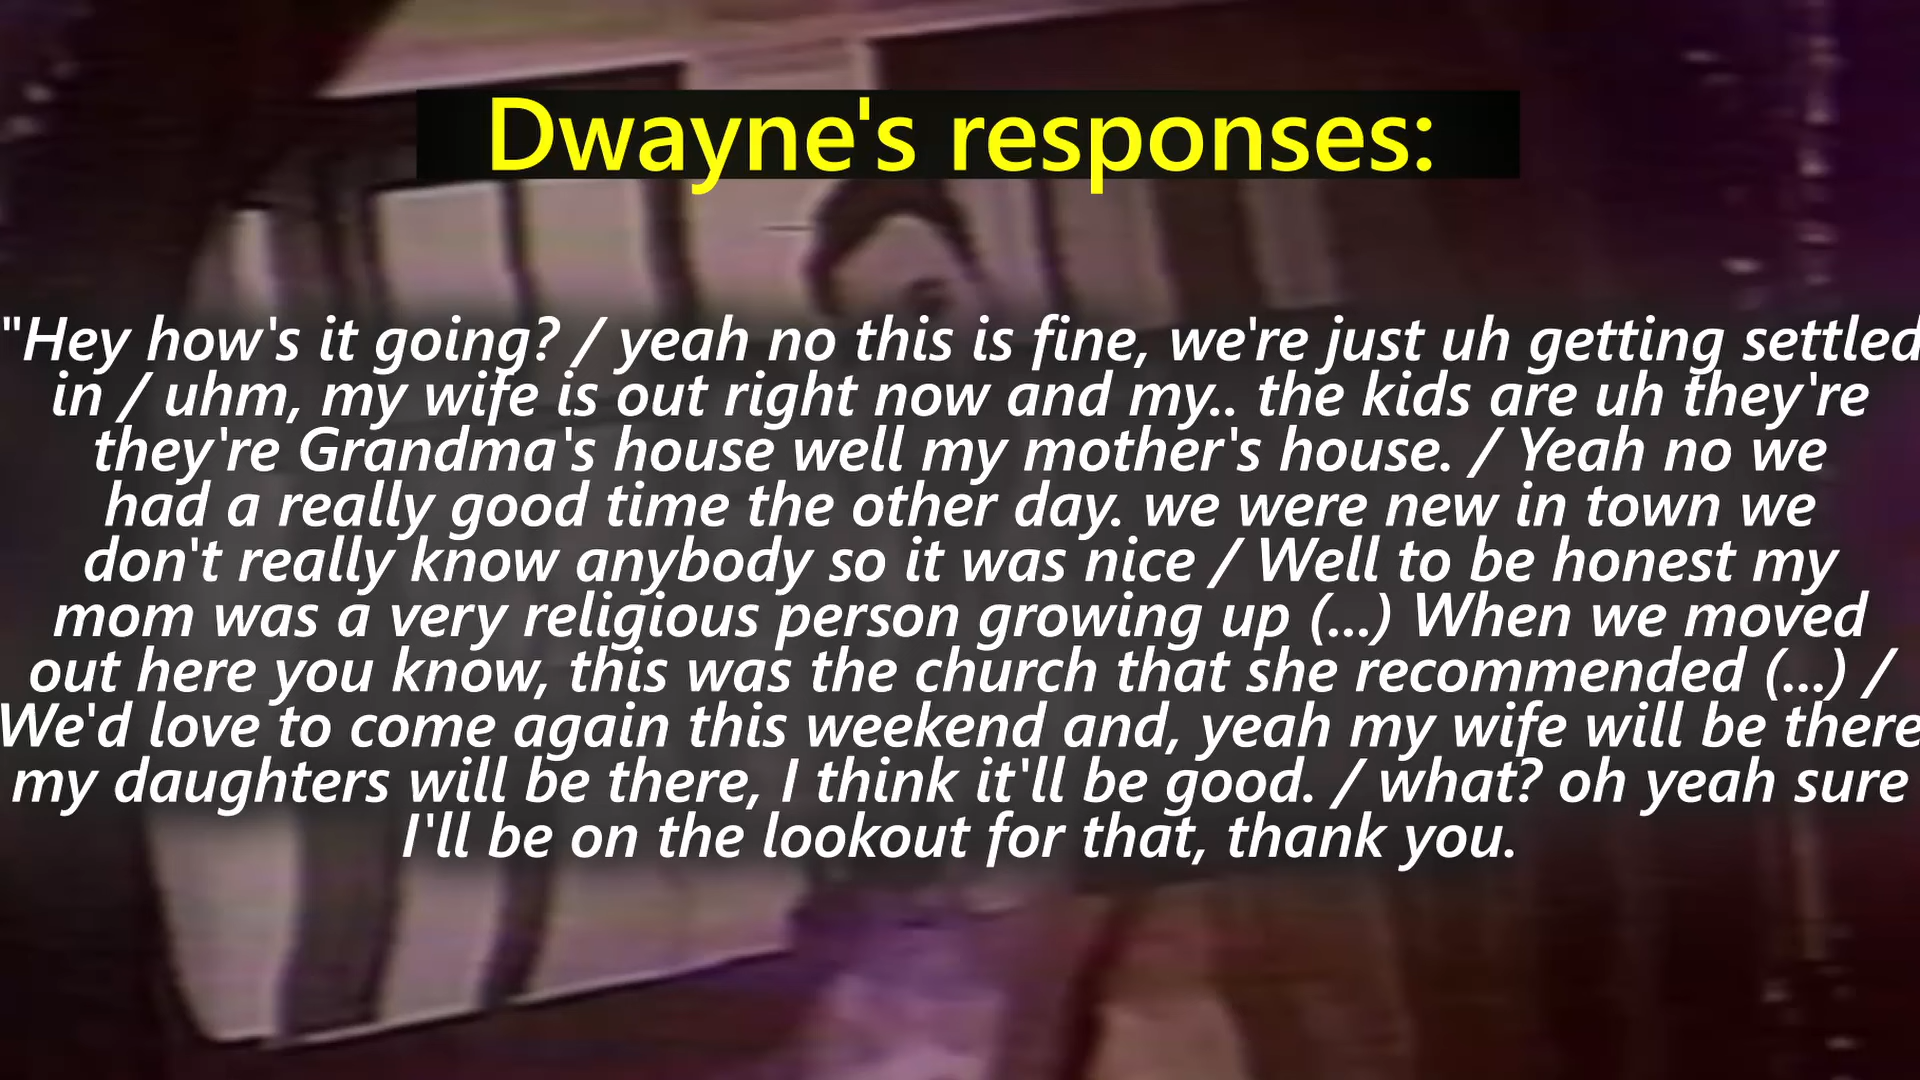 Dwayne's responses:
"Hey how's it going? / yeah no this is fine, we're just uh getting settled
in / uhm, my wife is out right now and my.. the kids are uh they're
they're Grandma's house well my mother's house. / Yeah no we
had a really good time the other day. we were new in town we
don't really know anybody so it was nice / Well to be honest my
mom was a very religious person growing up (...) When we moved
out here you know, this was the church that she recommended (...) /
We'd love to come again this weekend and, yeah my wife will be there
my daughters will be there, I think it'll be good. / what? oh yeah sure
I'll be on the lookout for that, thank you.